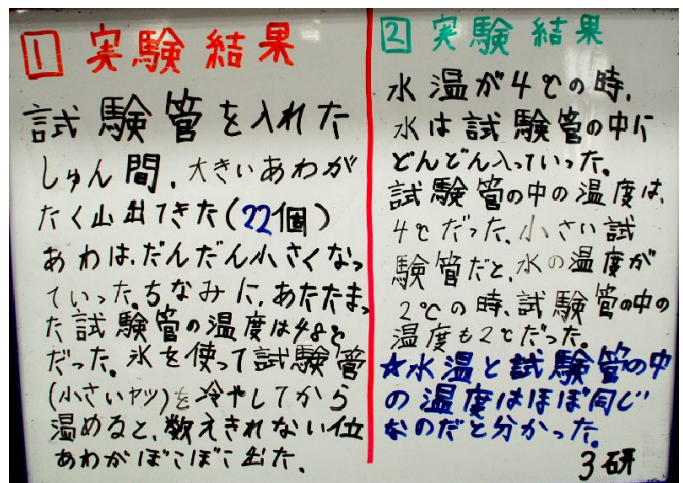 1 実験結果
試験管を入れた
しゅん間、大きいあわが
たく山出てきた(22個)
あわは、だんだん小さくなっ
ていった。ちなみに、あたたまっ
た試験管の温度は48℃
だった。氷を使って試験管
(小さいヤツ)を冷やしてから
温めると、数えきれない位
あわがぼこぼこ出た。
2 実験結果
水温が4℃の時、
水は試験管の中に
どんどん入っていった。
試験管の中の温度は、
4℃だった。小さい試
験管だと、水の温度が
2℃の時、試験管の中の
温度も2℃だった。
★水温と試験管の中
の温度はほぼ同じ
なのだと分かった。
3研